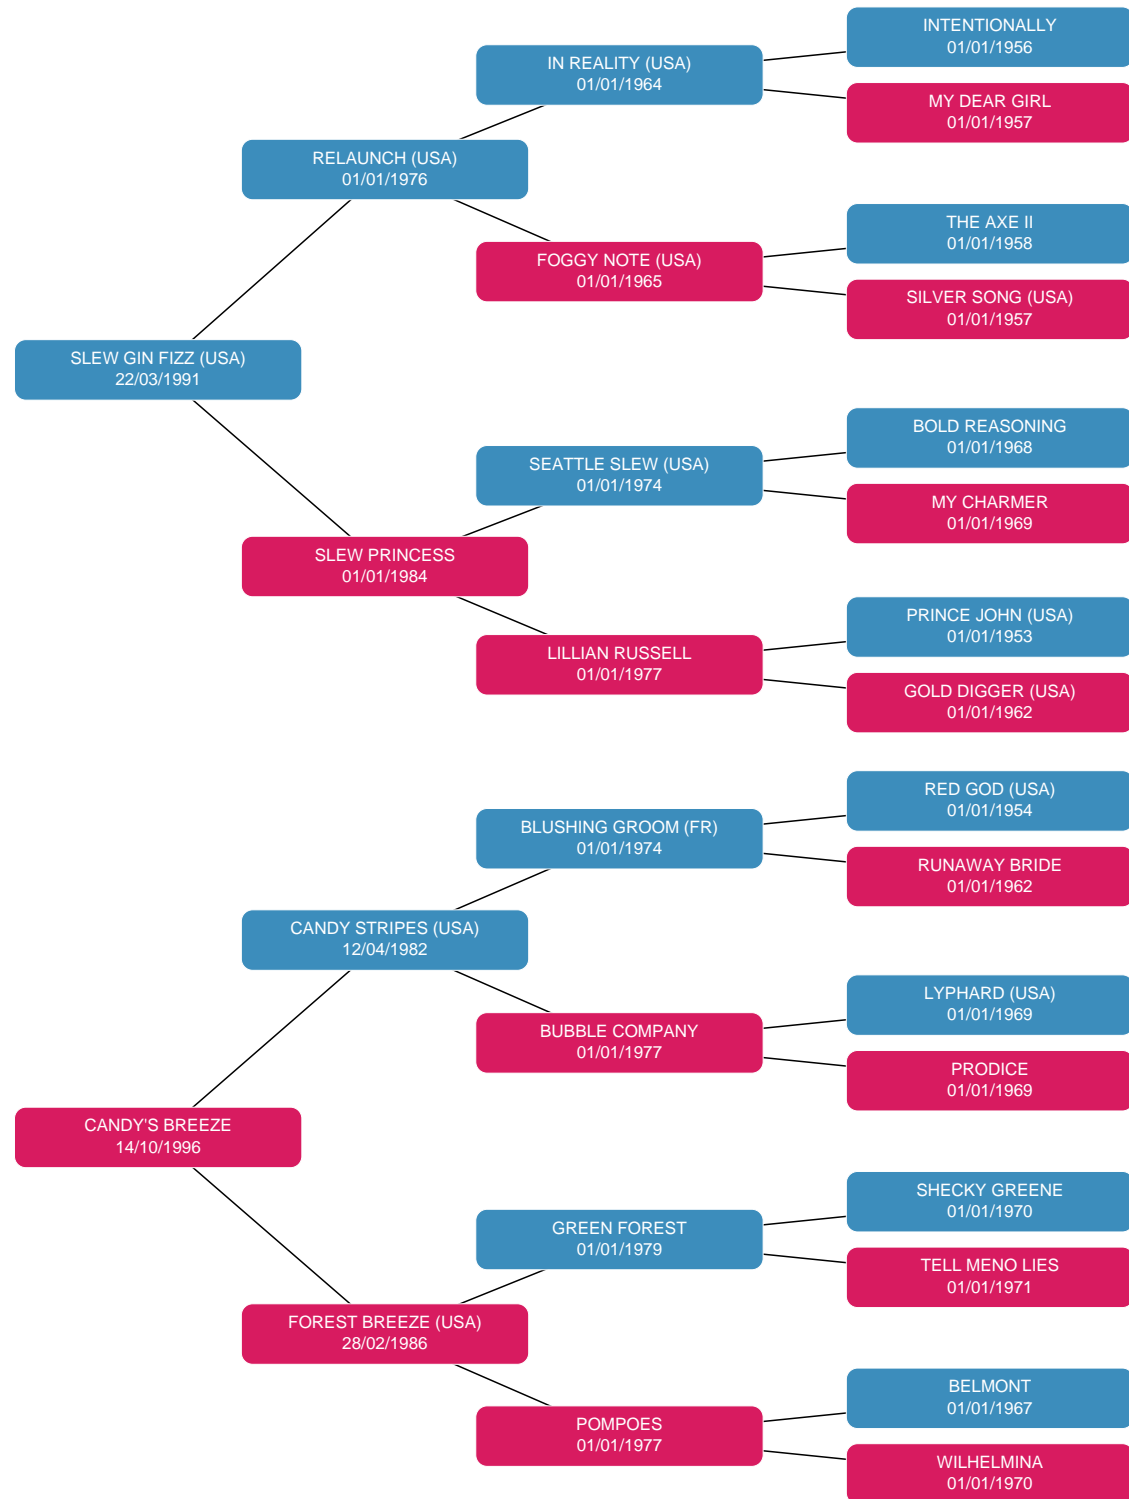 INTENTIONALLY
01/01/1956
IN REALITY (USA)
01/01/1964
MY DEAR GIRL
01/01/1957
RELAUNCH (USA)
01/01/1976
THE AXE II
01/01/1958
FOGGY NOTE (USA)
01/01/1965
SILVER SONG (USA)
01/01/1957
SLEW GIN FIZZ (USA)
22/03/1991
BOLD REASONING
01/01/1968
SEATTLE SLEW (USA)
01/01/1974
MY CHARMER
01/01/1969
SLEW PRINCESS
01/01/1984
PRINCE JOHN (USA)
01/01/1953
LILLIAN RUSSELL
01/01/1977
GOLD DIGGER (USA)
01/01/1962
RED GOD (USA)
01/01/1954
BLUSHING GROOM (FR)
01/01/1974
RUNAWAY BRIDE
01/01/1962
CANDY STRIPES (USA)
12/04/1982
LYPHARD (USA)
01/01/1969
BUBBLE COMPANY
01/01/1977
PRODICE
01/01/1969
CANDY'S BREEZE
14/10/1996
SHECKY GREENE
01/01/1970
GREEN FOREST
01/01/1979
TELL MENO LIES
01/01/1971
FOREST BREEZE (USA)
28/02/1986
BELMONT
01/01/1967
POMPOES
01/01/1977
WILHELMINA
01/01/1970